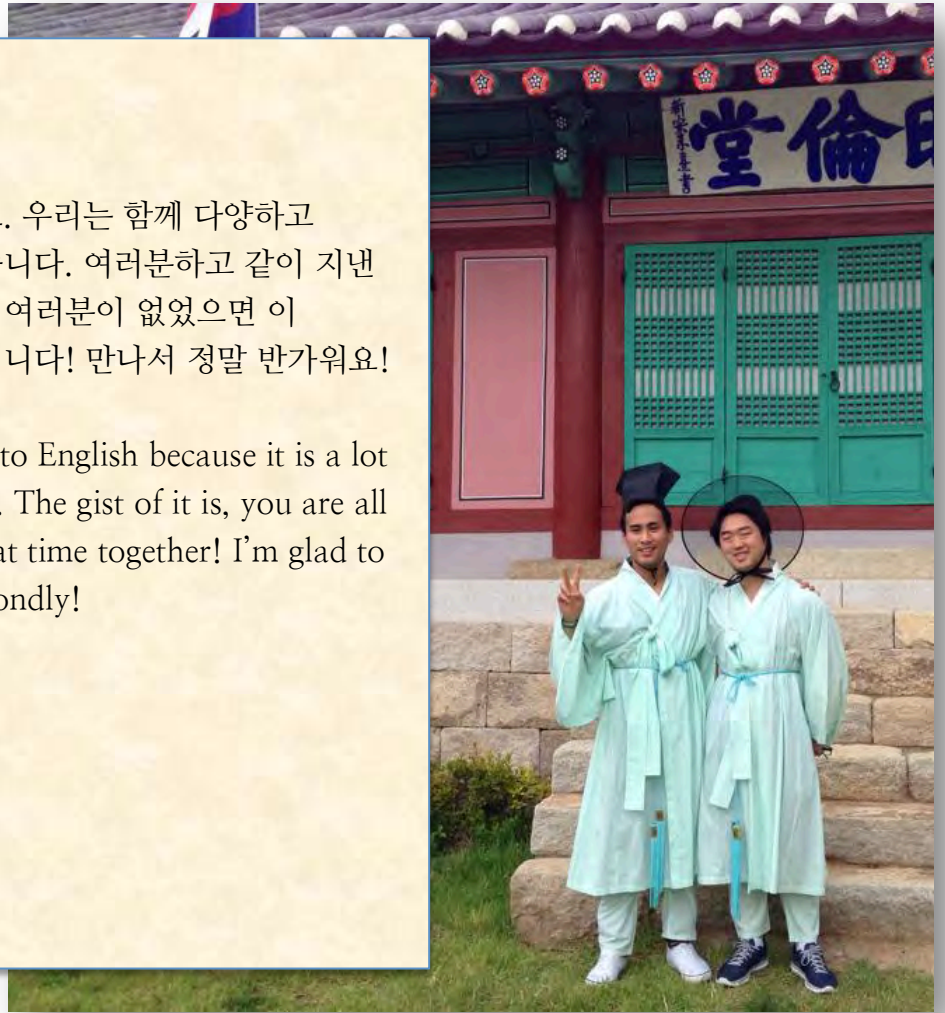 . 우리는 함께 다양하고
니다. 여러분하고 같이 지낸
여러분이 없었으면 이
니다! 만나서 정말 반가워요!
to English because it is a lot
. The gist of it is, you are all
at time together! I’m glad to
ondly!
倫堂